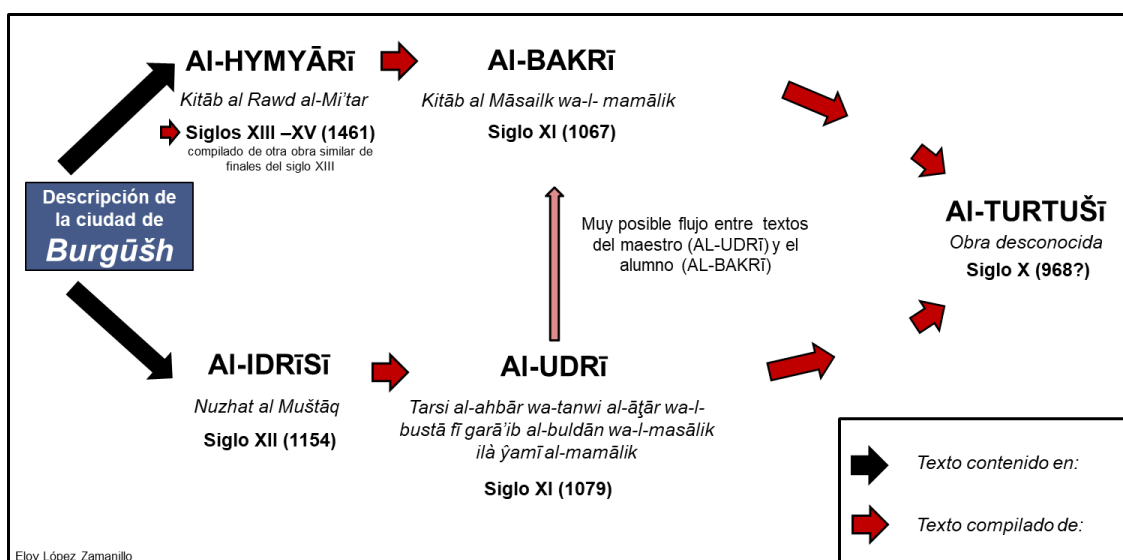 Descripción de
la ciudad de
Burgūšh
Al-HYMYĀRī
Kitāb al Rawd al-Mi’tar
Siglos XIII –XV (1461)
compilado de otra obra similar de
finales del siglo XIII
Al-BAKRī
Kitāb al Māsailk wa-l- mamālik
Siglo XI (1067)
Muy posible flujo entre textos
del maestro (AL-UDRī) y el
alumno (AL-BAKRī)
Al-TURTUŠī
Obra desconocida
Siglo X (968?)
Al-IDRīSī
Nuzhat al Muštāq
Siglo XII (1154)
Al-UDRī
Tarsi al-ahbār wa-tanwi al-āţār wa-l-
bustā fī garā’ib al-buldān wa-l-masālik
ilà ŷamī al-mamālik
Siglo XI (1079)
Texto contenido en:
Texto compilado de:
Eloy López Zamanillo